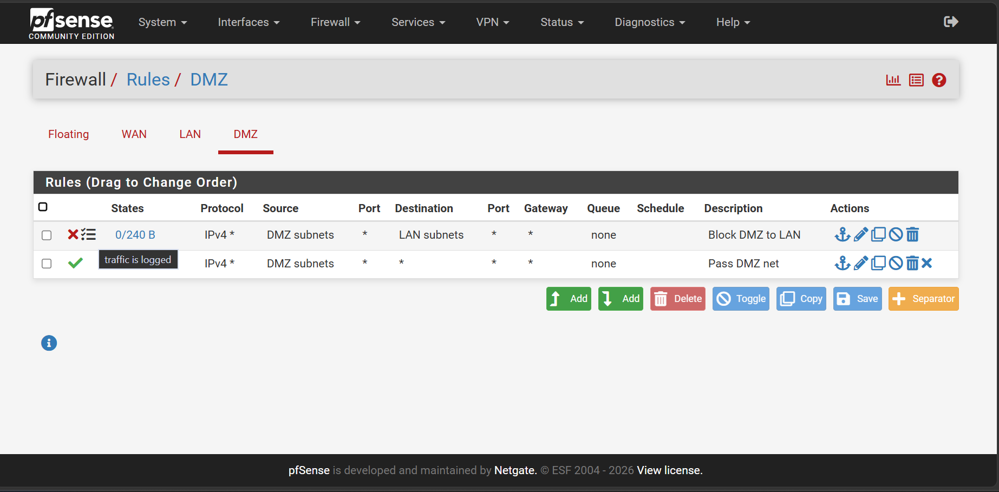 pfsense
COMMUNITY EDITION
System Interfaces Firewall Services VPN Status Diagnostics Help
Firewall / Rules / DMZ
Floating WAN LAN DMZ
Rules (Drag to Change Order)
States Protocol Source Port Destination Port Gateway Queue Schedule Description Actions
0/240 B IPv4 * DMZ subnets * LAN subnets * * none Block DMZ to LAN
traffic is logged IPv4 * DMZ subnets * * * * none Pass DMZ net
Add Add Delete Toggle Copy Save Separator
pfSense is developed and maintained by Netgate. © ESF 2004 - 2026 View license.